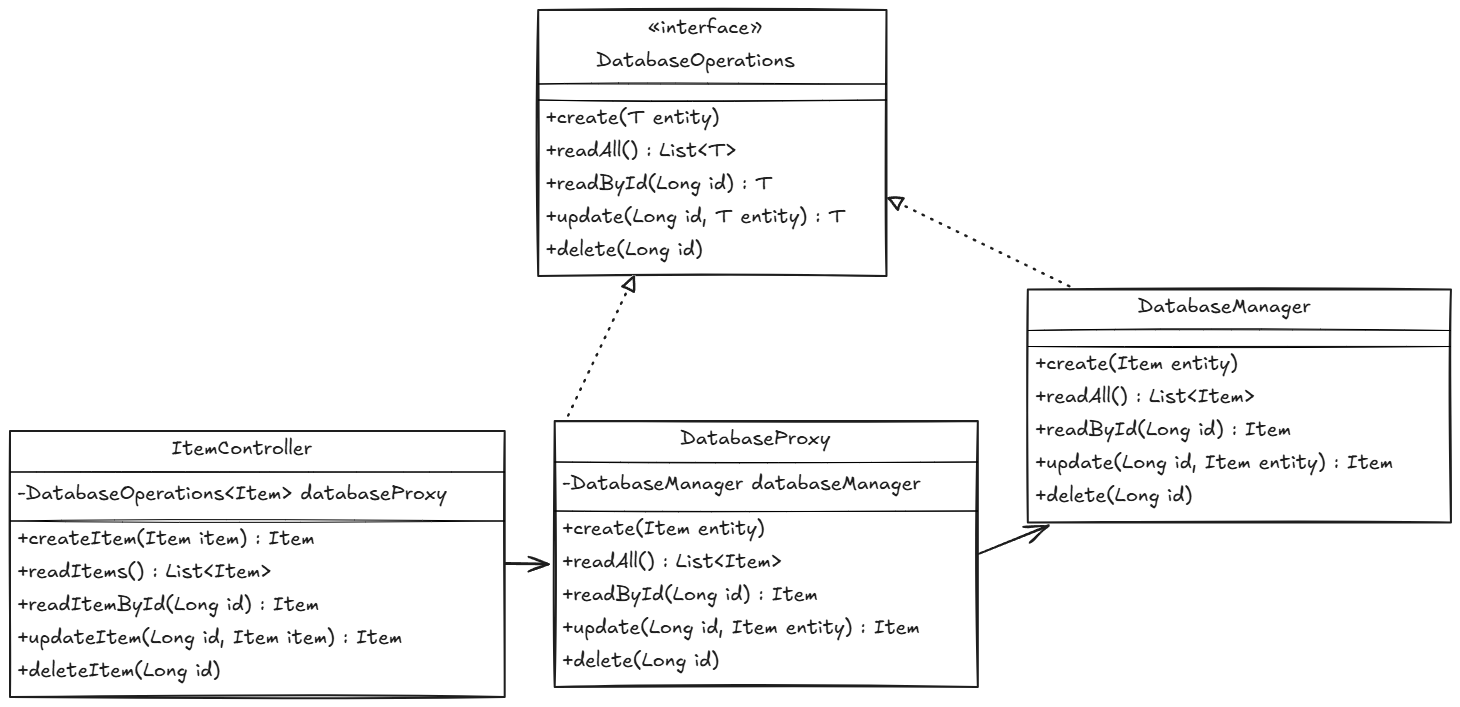 «interface»
DatabaseOperations
+create(T entity)
+readAll() : List<T>
+readById(Long id) : T
+update(Long id, T entity) : T
+delete(Long id)
DatabaseManager
+create(Item entity)
+readAll() : List<Item>
+readById(Long id) : Item
+update(Long id, Item entity) : Item
+delete(Long id)
ItemController
-DatabaseOperations<Item> databaseProxy
+createItem(Item item) : Item
+readItems() : List<Item>
+readItemById(Long id) : Item
+updateItem(Long id, Item item) : Item
+deleteItem(Long id)
DatabaseProxy
-DatabaseManager databaseManager
+create(Item entity)
+readAll() : List<Item>
+readById(Long id) : Item
+update(Long id, Item entity) : Item
+delete(Long id)